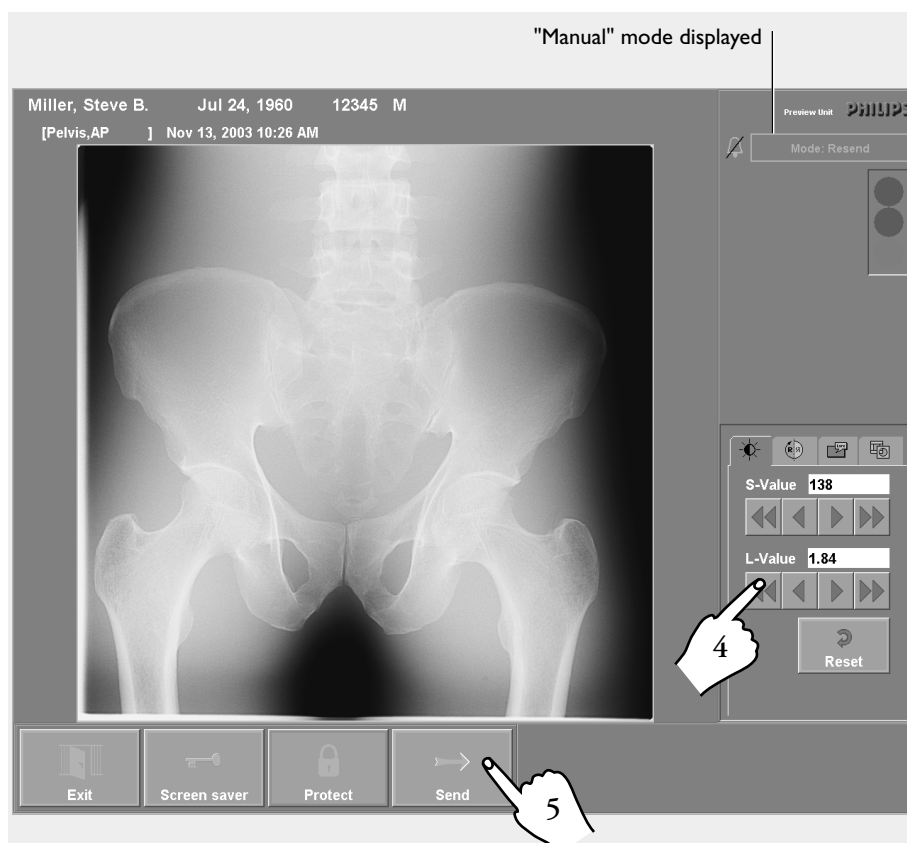 "Manual" mode displayed
Miller, Steve B. Jul 24, 1960 12345 M
[Pelvis,AP ] Nov 13, 2003 10:26 AM
Preview Unit PHILIPS
Mode: Resend
S-Value 138
L-Value 1.84
4
Reset
Exit Screen saver Protect Send
5